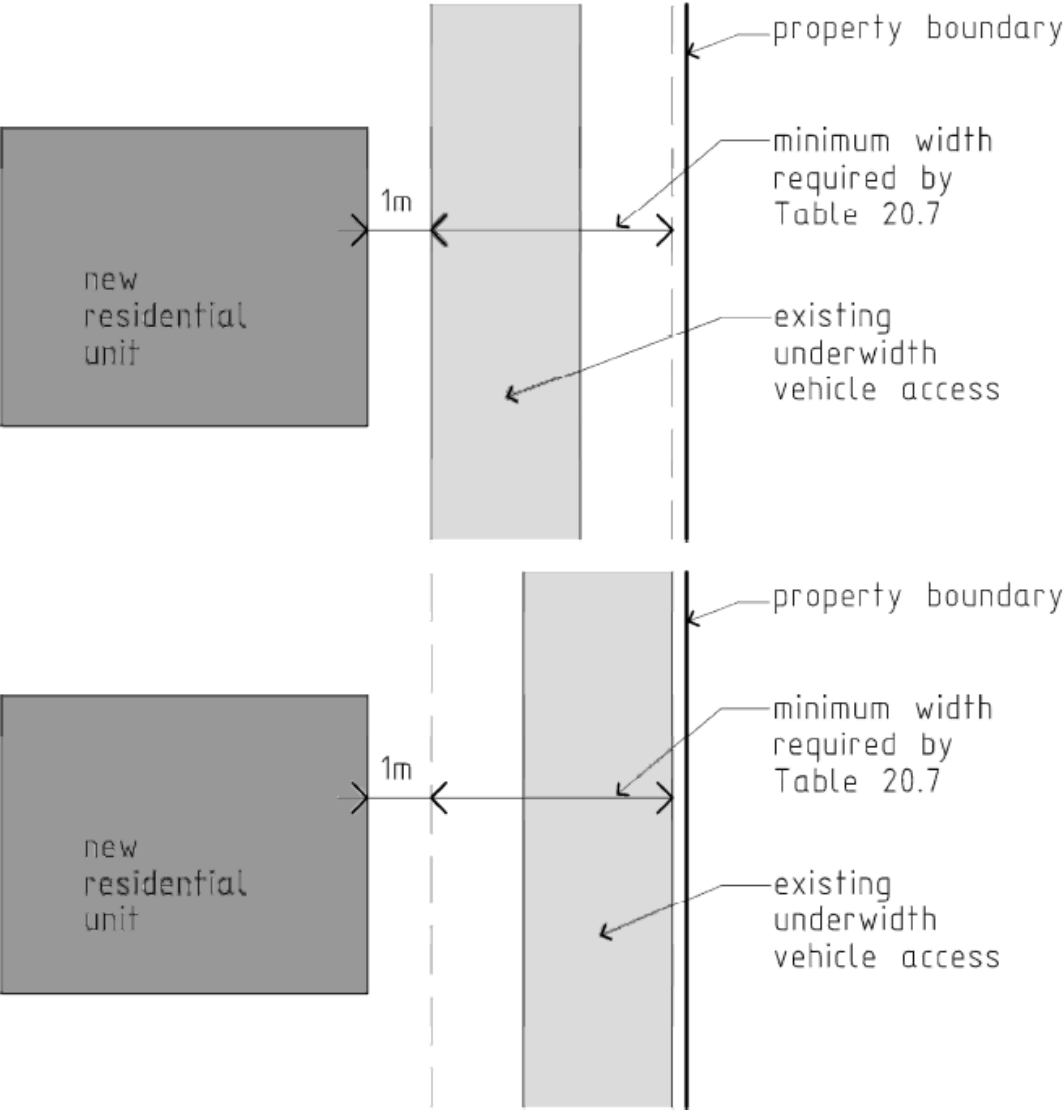 property boundary
minimum width
required by
Table 20.7
1m
new
residential
unit
existing
underwidth
vehicle access
property boundary
minimum width
required by
Table 20.7
1m
new
residential
unit
existing
underwidth
vehicle access